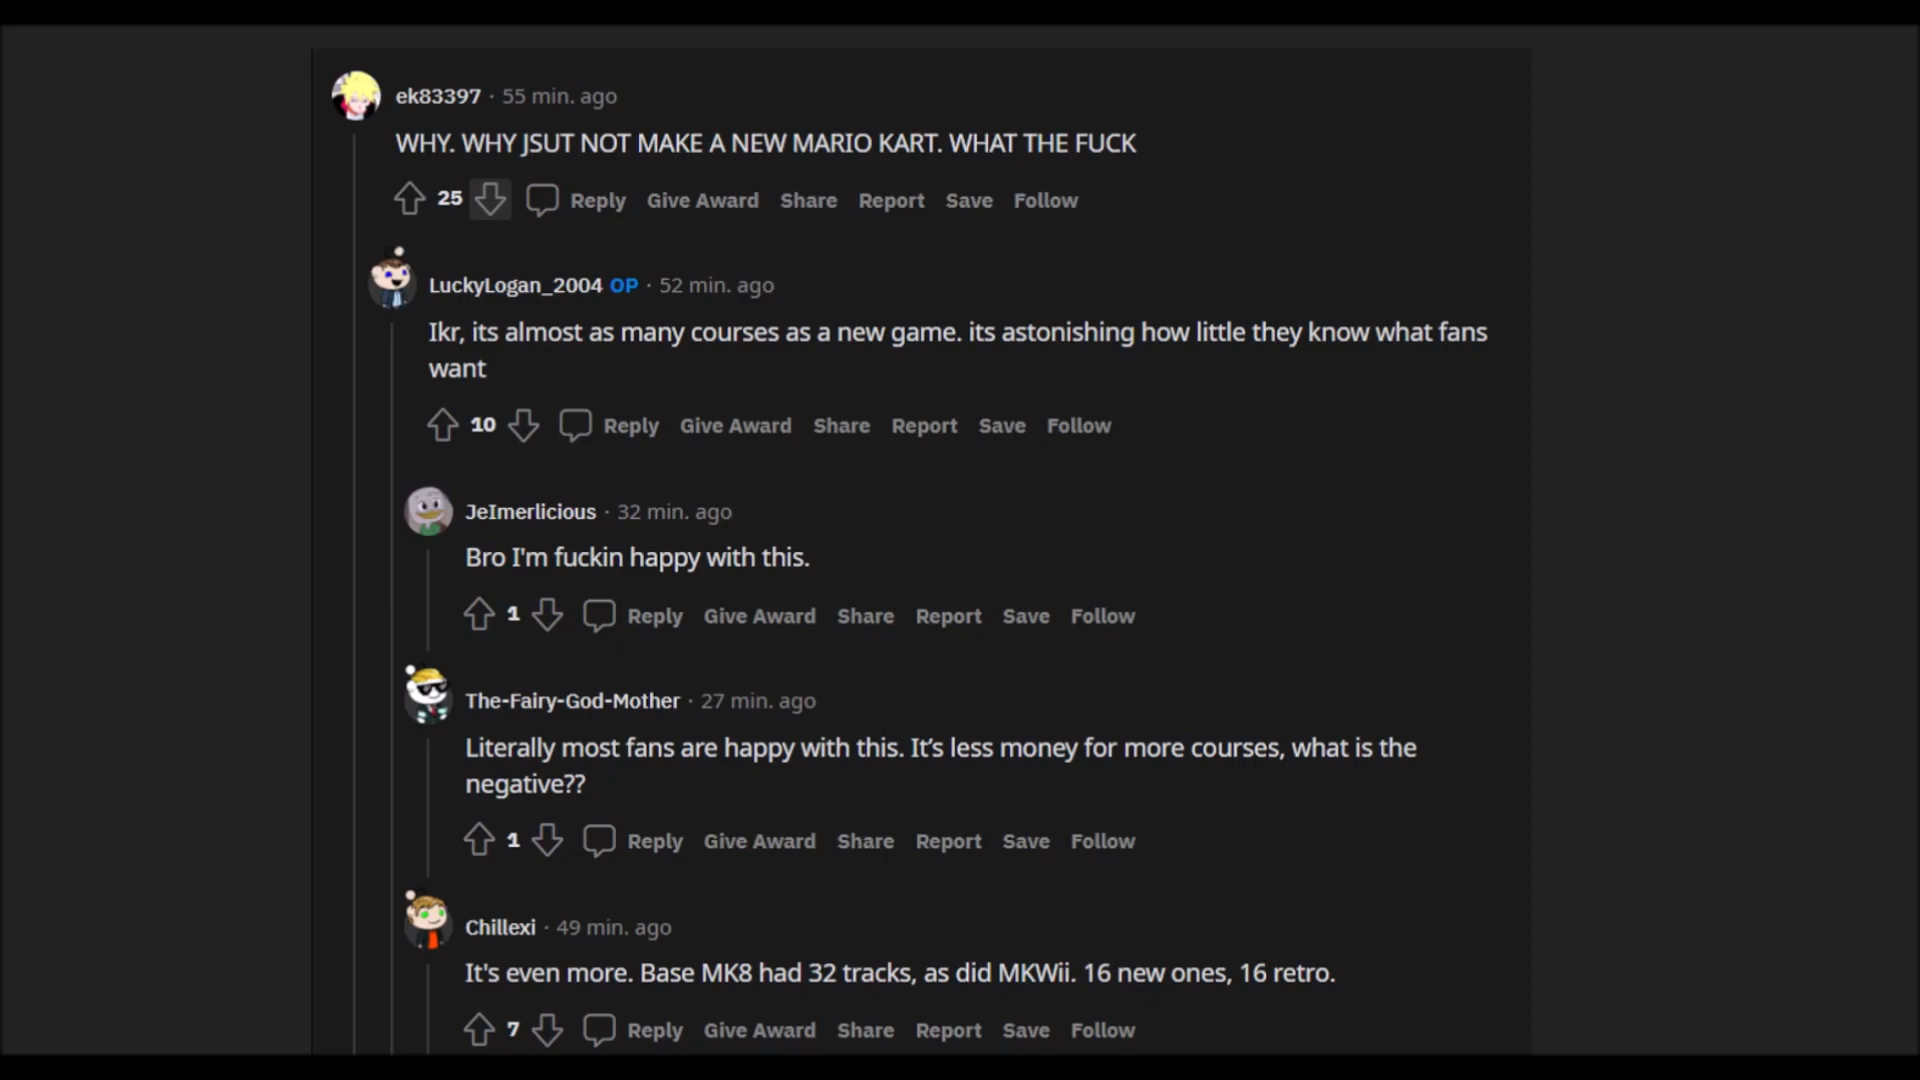 ek83397 · 55 min. ago
WHY. WHY JSUT NOT MAKE A NEW MARIO KART. WHAT THE FUCK
25 Reply Give Award Share Report Save Follow
LuckyLogan_2004 OP · 52 min. ago
Ikr, its almost as many courses as a new game. its astonishing how little they know what fans
want
10 Reply Give Award Share Report Save Follow
JeImerlicious · 32 min. ago
Bro I'm fuckin happy with this.
1 Reply Give Award Share Report Save Follow
The-Fairy-God-Mother · 27 min. ago
Literally most fans are happy with this. It’s less money for more courses, what is the
negative??
1 Reply Give Award Share Report Save Follow
Chillexi · 49 min. ago
It's even more. Base MK8 had 32 tracks, as did MKWii. 16 new ones, 16 retro.
7 Reply Give Award Share Report Save Follow